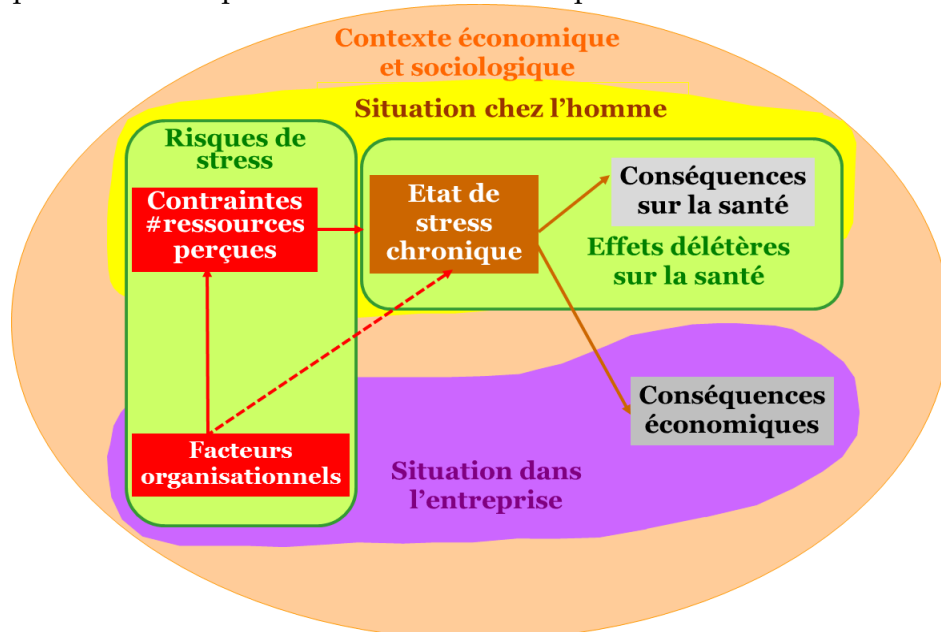 Contexte économique
et sociologique
Situation chez l'homme
Risques de
stress
Contraintes
#ressources
perçues
Etat de
stress
chronique
Conséquences
sur la santé
Effets délétères
sur la santé
Conséquences
économiques
Facteurs
organisationnels
Situation dans
l'entreprise